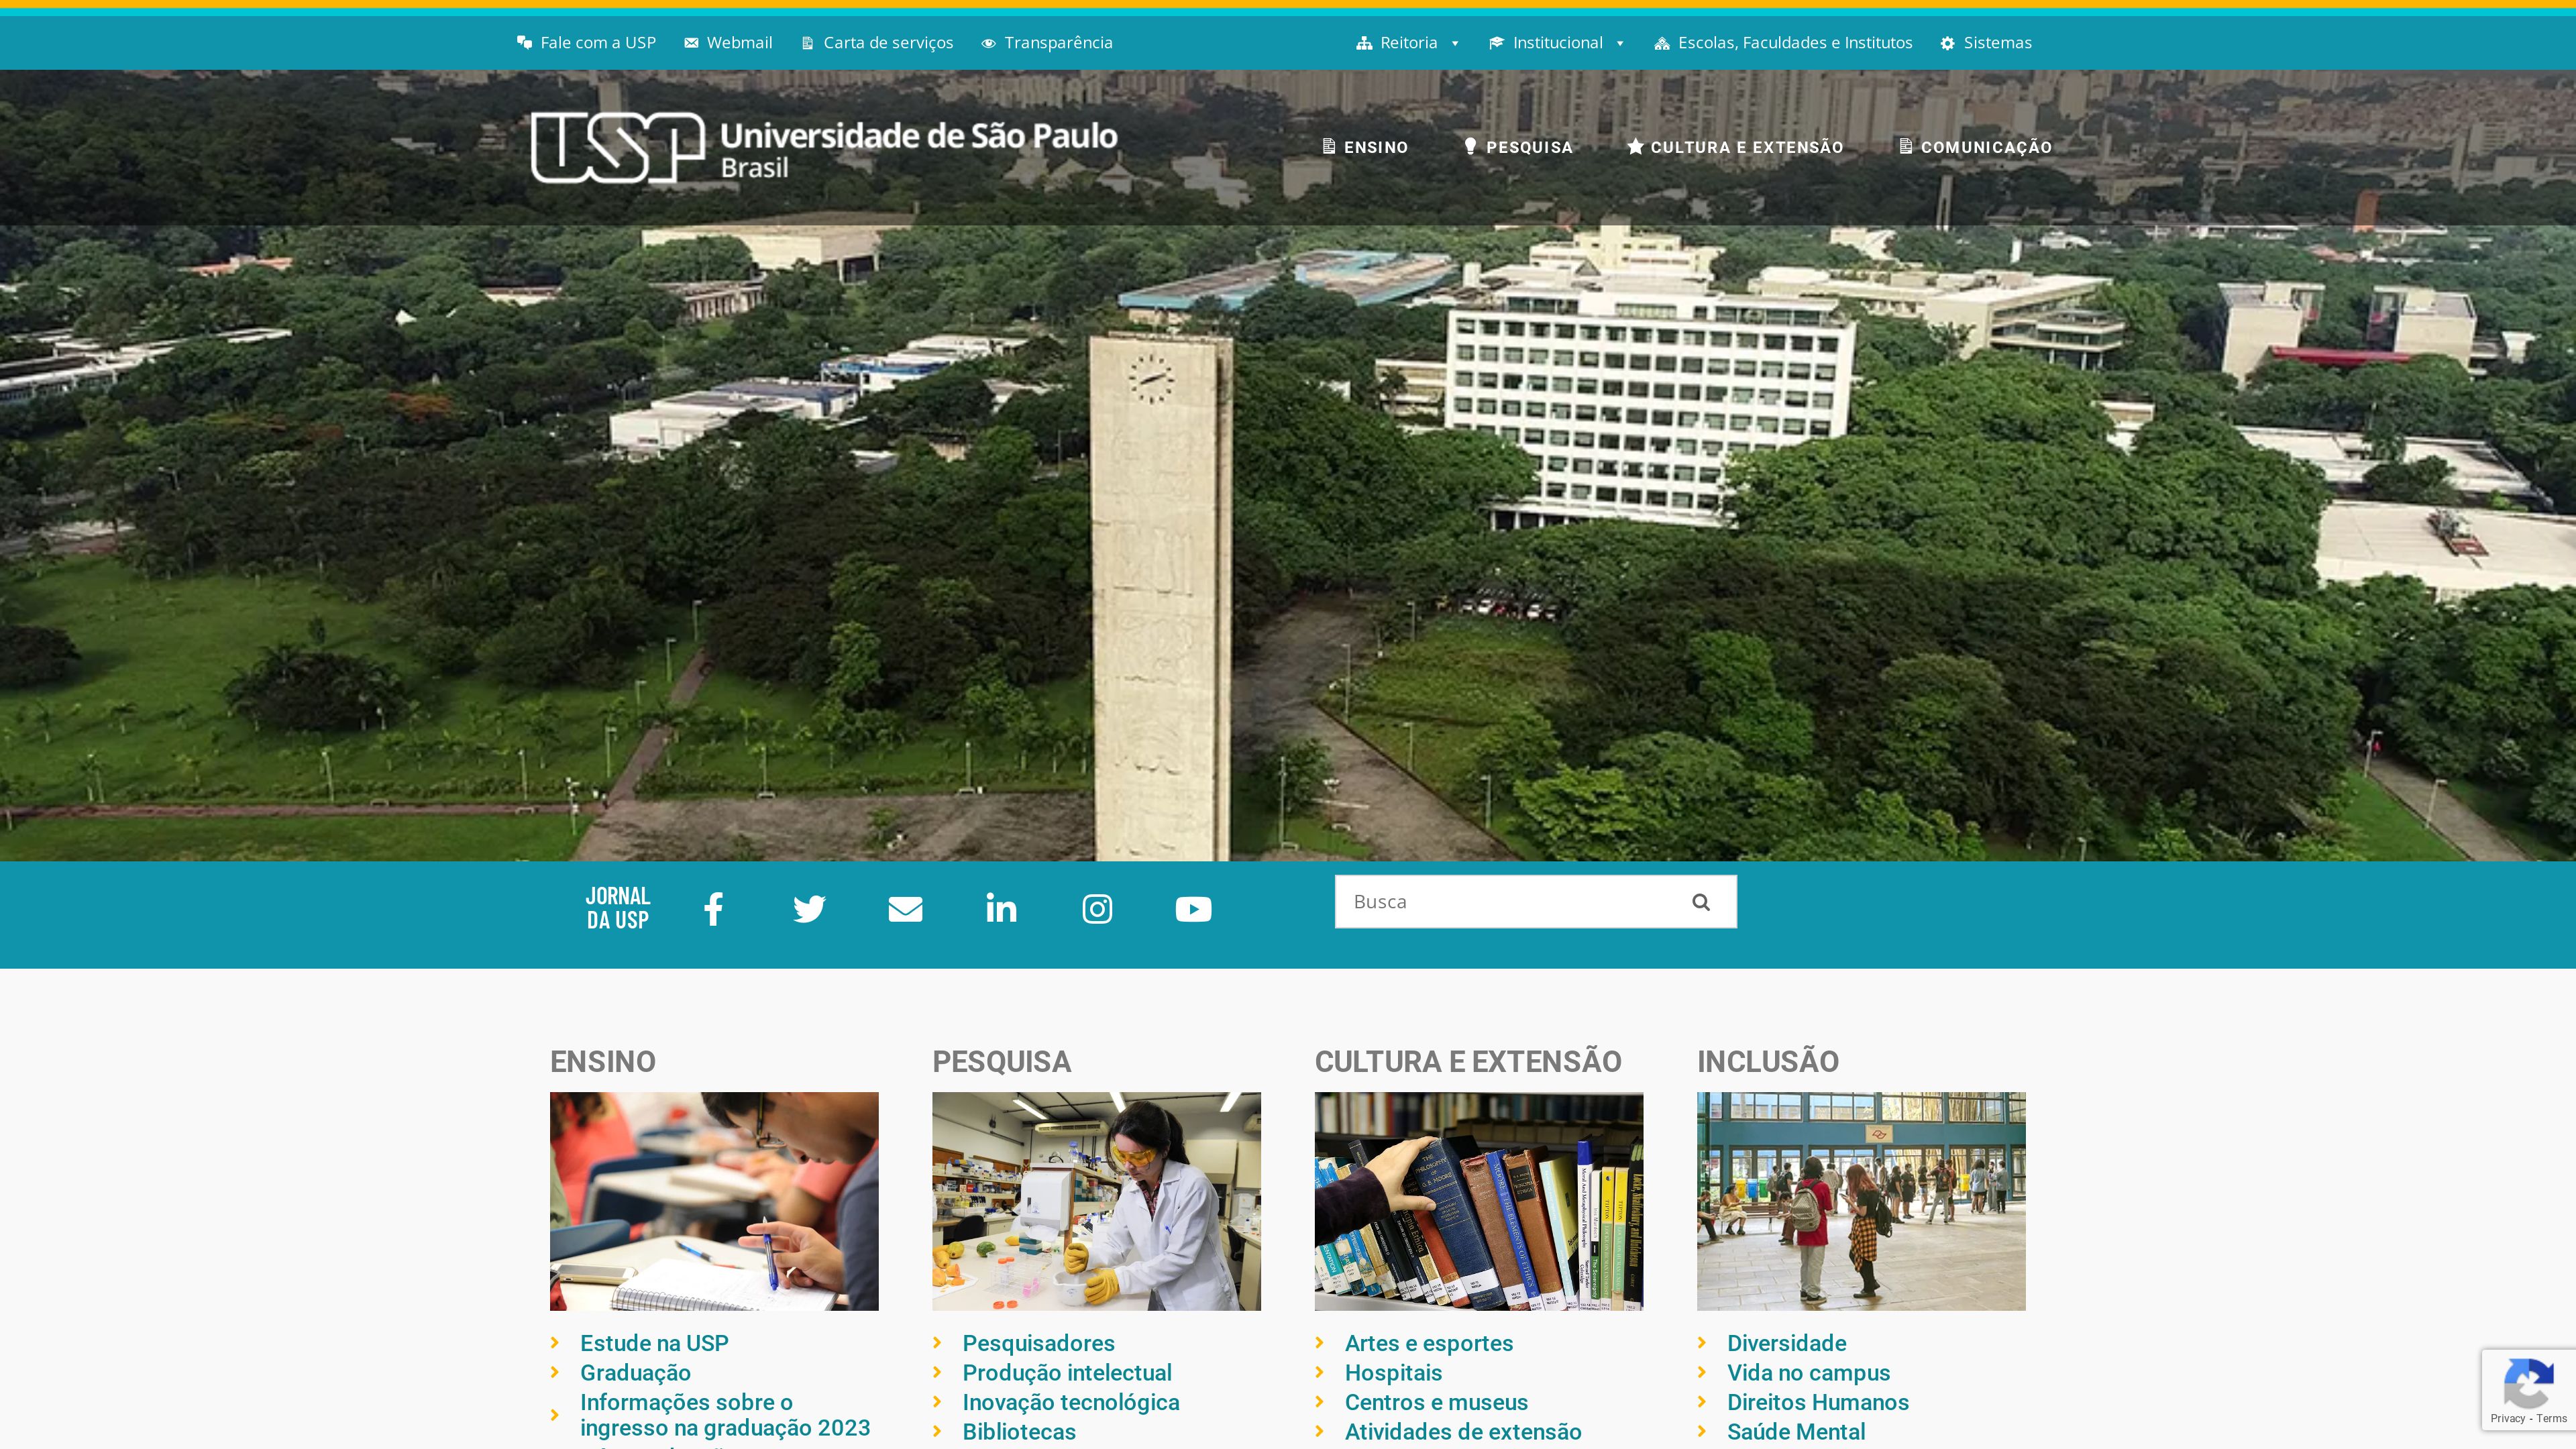 Fale com a USP
Webmail
Carta de serviços
Transparência
Reitoria
Institucional
Escolas, Faculdades e Institutos
Sistemas
USP Universidade de São Paulo
Brasil
ENSINO
PESQUISA
CULTURA E EXTENSÃO
COMUNICAÇÃO
JORNAL
DA USP
Busca
ENSINO
PESQUISA
CULTURA E EXTENSÃO
INCLUSÃO
Estude na USP
Graduação
Informações sobre o
ingresso na graduação 2023
Pesquisadores
Produção intelectual
Inovação tecnológica
Bibliotecas
Artes e esportes
Hospitais
Centros e museus
Atividades de extensão
Diversidade
Vida no campus
Direitos Humanos
Saúde Mental
Privacy - Terms